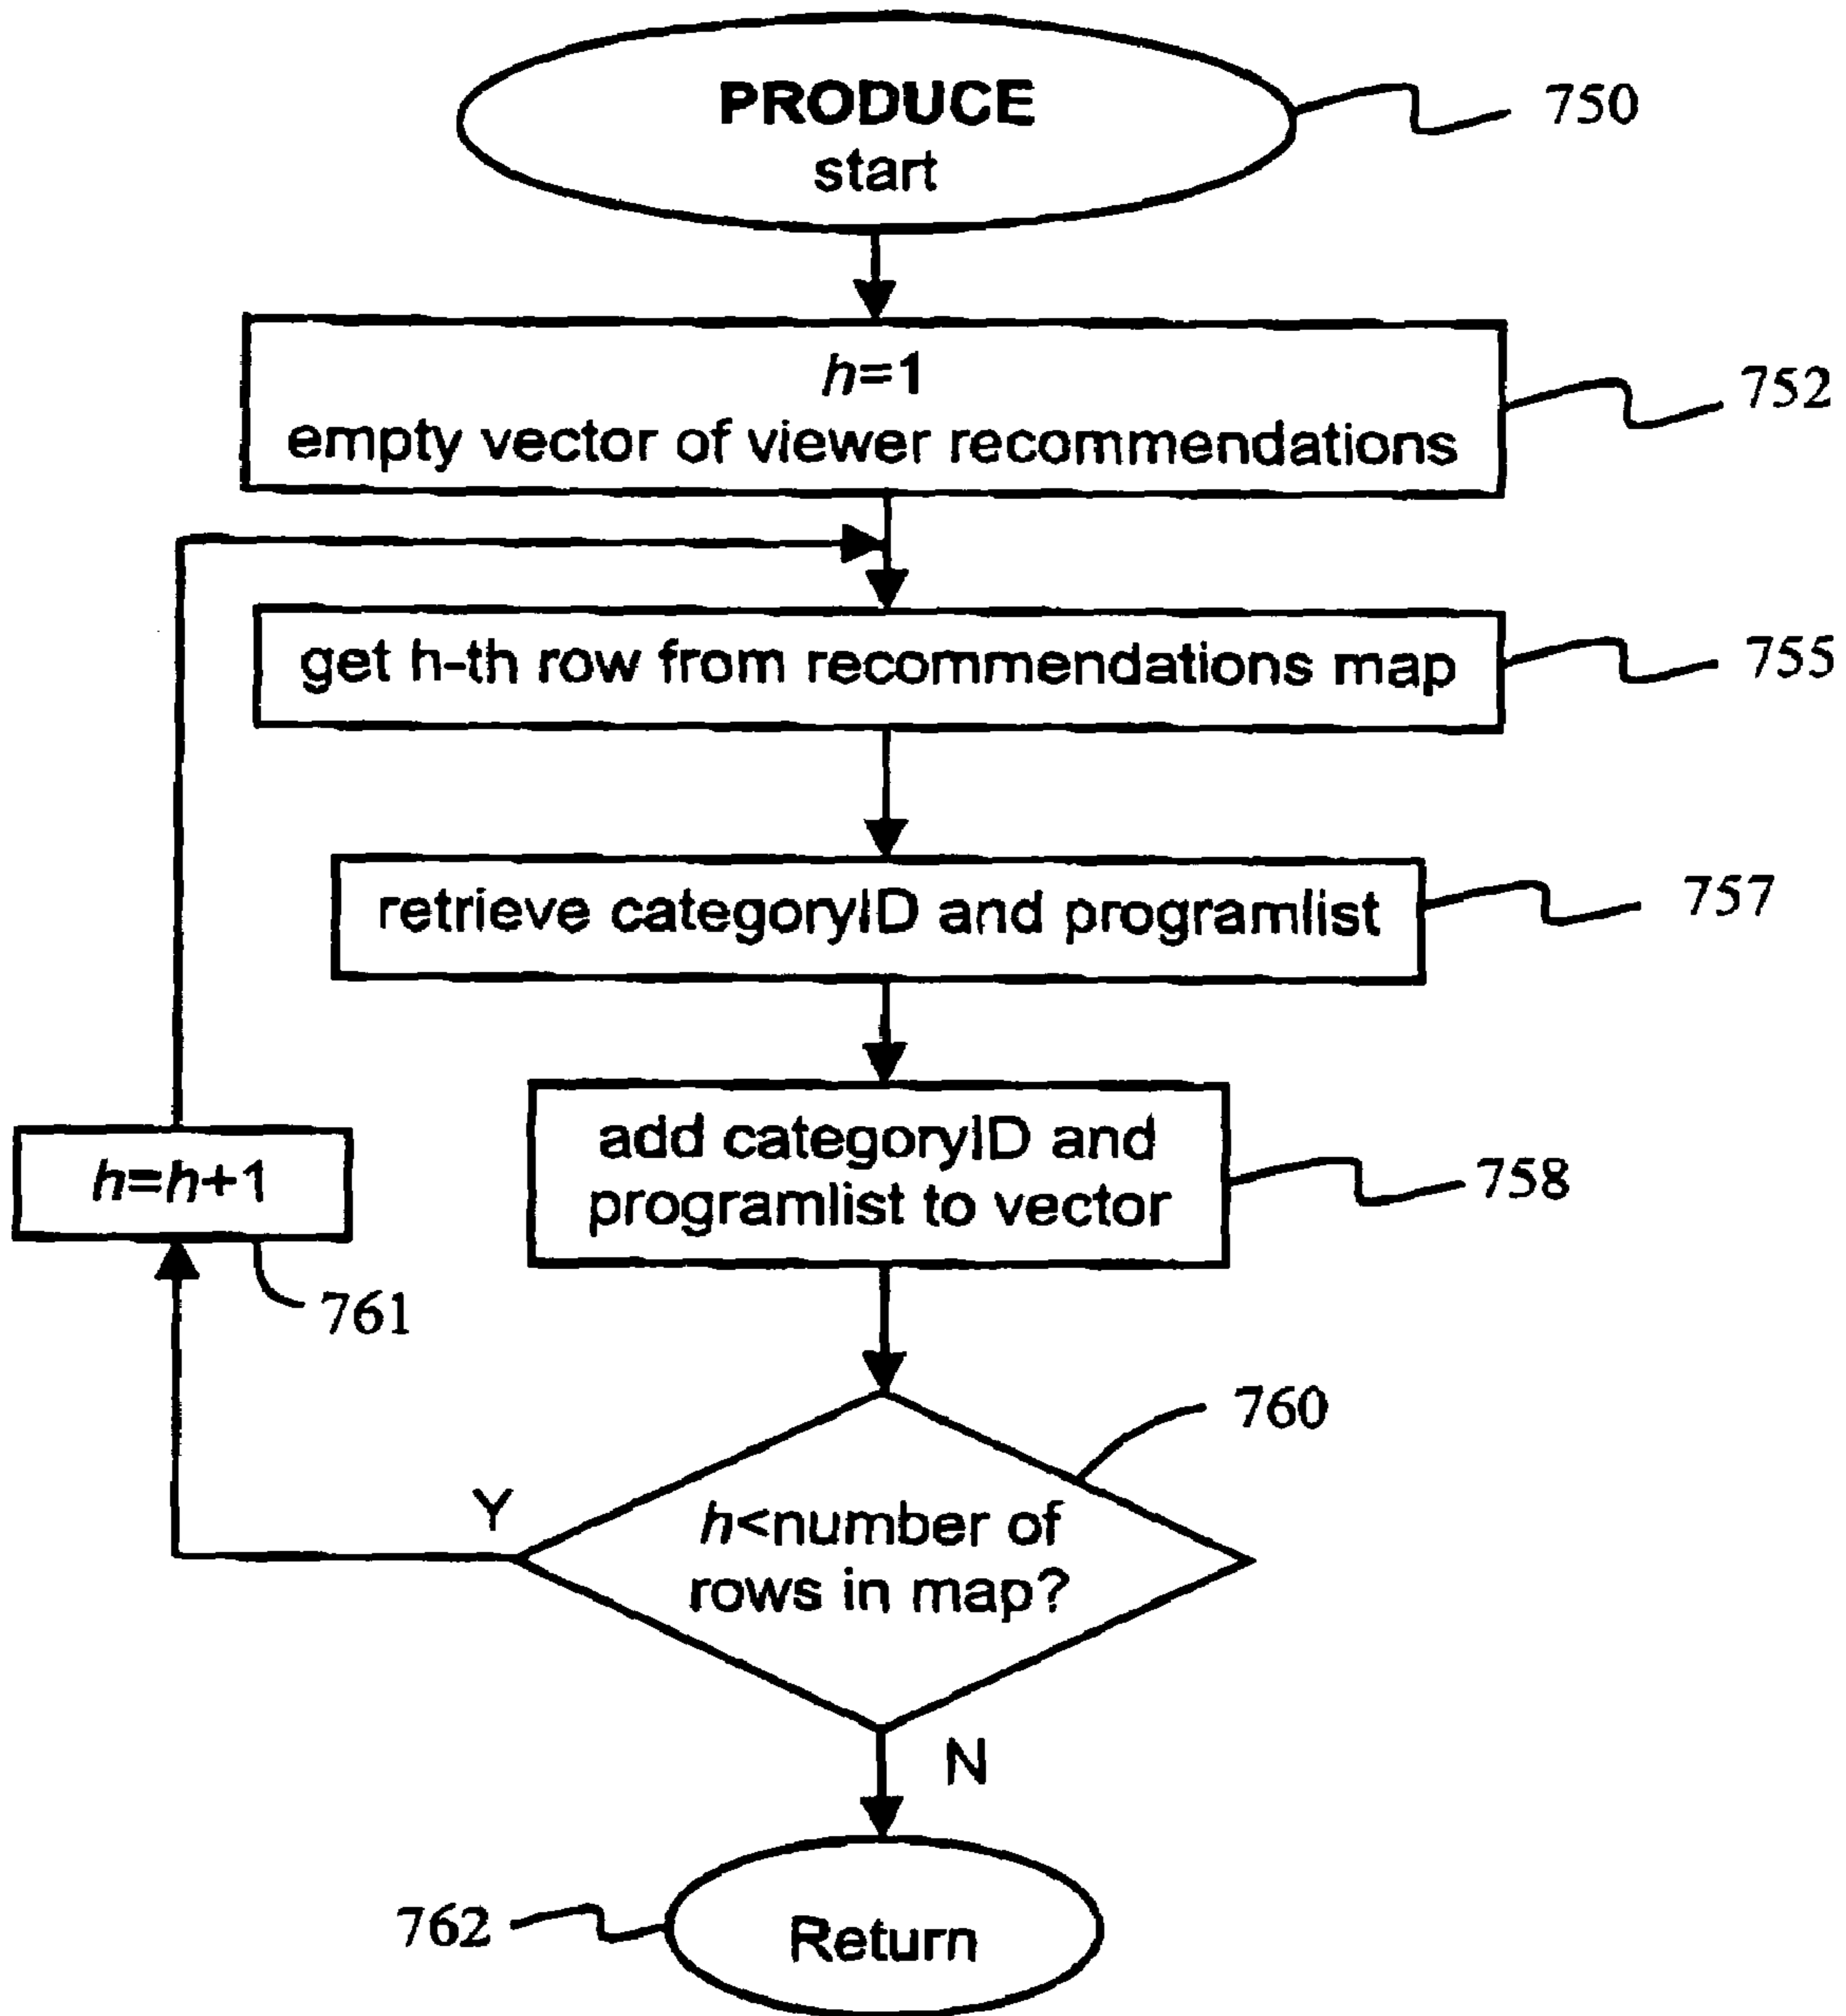 PRODUCE
start
750
h=1
empty vector of viewer recommendations
752
get h-th row from recommendations map
755
retrieve categoryID and programlist
757
add categoryID and
programlist to vector
758
h=h+1
761
760
Y
h<number of
rows in map?
N
762
Return